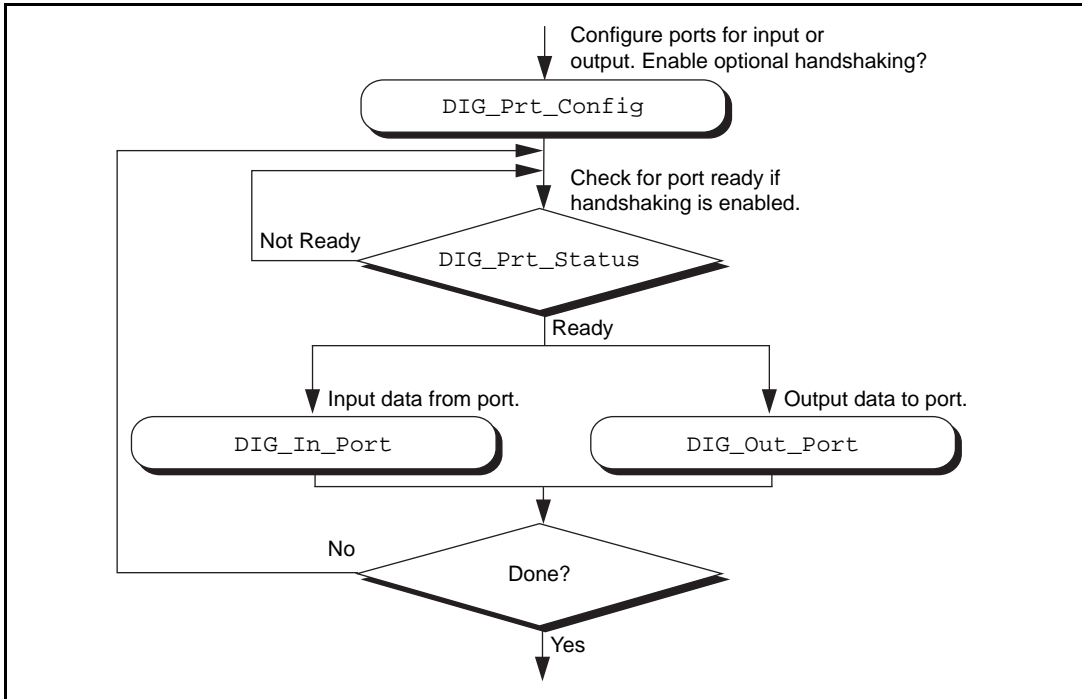 Configure ports for input or
output. Enable optional handshaking?
DIG_Prt_Config
Check for port ready if
handshaking is enabled.
Not Ready
DIG_Prt_Status
Ready
Input data from port.
Output data to port.
DIG_In_Port
DIG_Out_Port
No
Done?
Yes